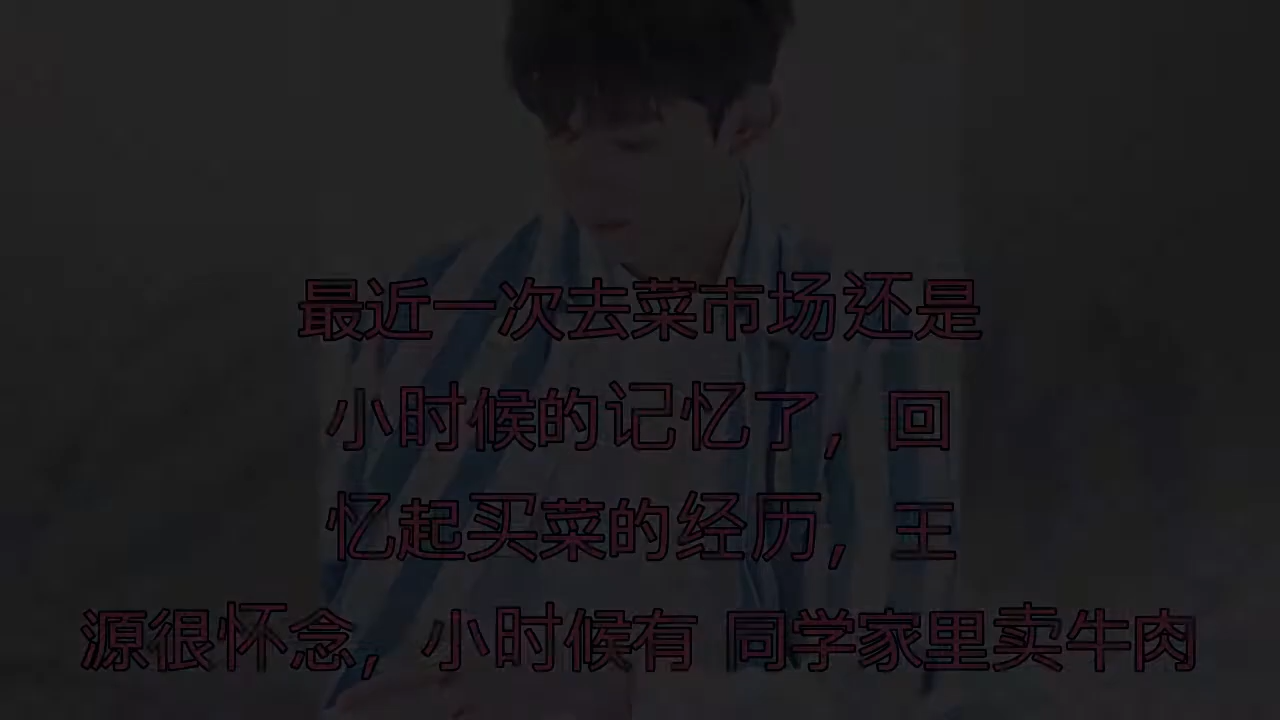 最近一次去菜市场还是
小时候的记忆了，回
忆起买菜的经历，王
源很怀念，小时候有 同学家里卖牛肉